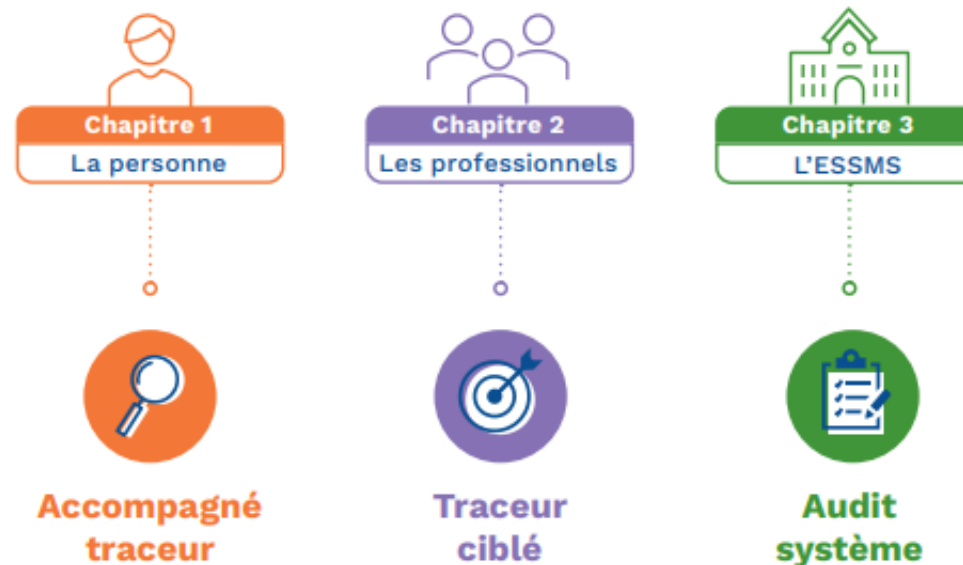 Chapitre 1
La personne
Chapitre 2
Les professionnels
Chapitre 3
L'ESSMS
Accompagné
traceur
Traceur
ciblé
Audit
système